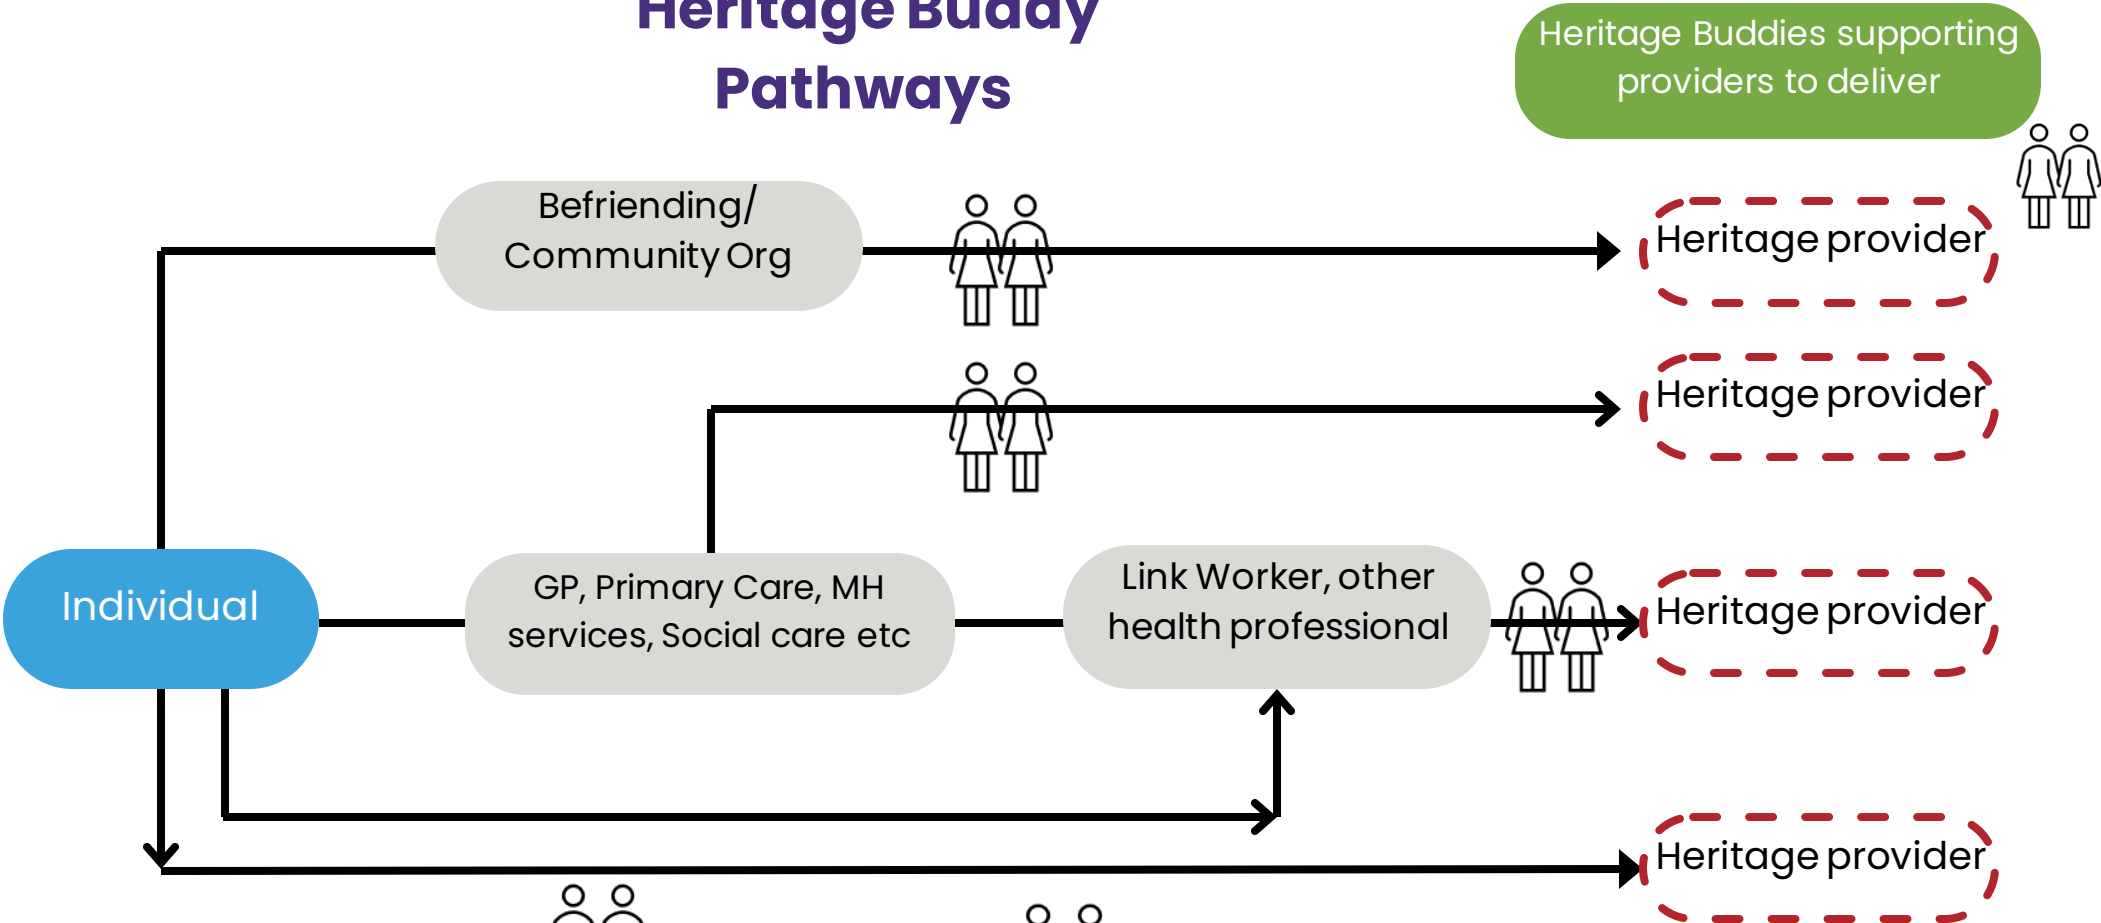 Heritage Buddy
Pathways
Heritage Buddies supporting
providers to deliver
Befriending/
Community Org
Heritage provider
Heritage provider
Individual
GP, Primary Care, MH
services, Social care etc
Link Worker, other
health professional
Heritage provider
Heritage provider